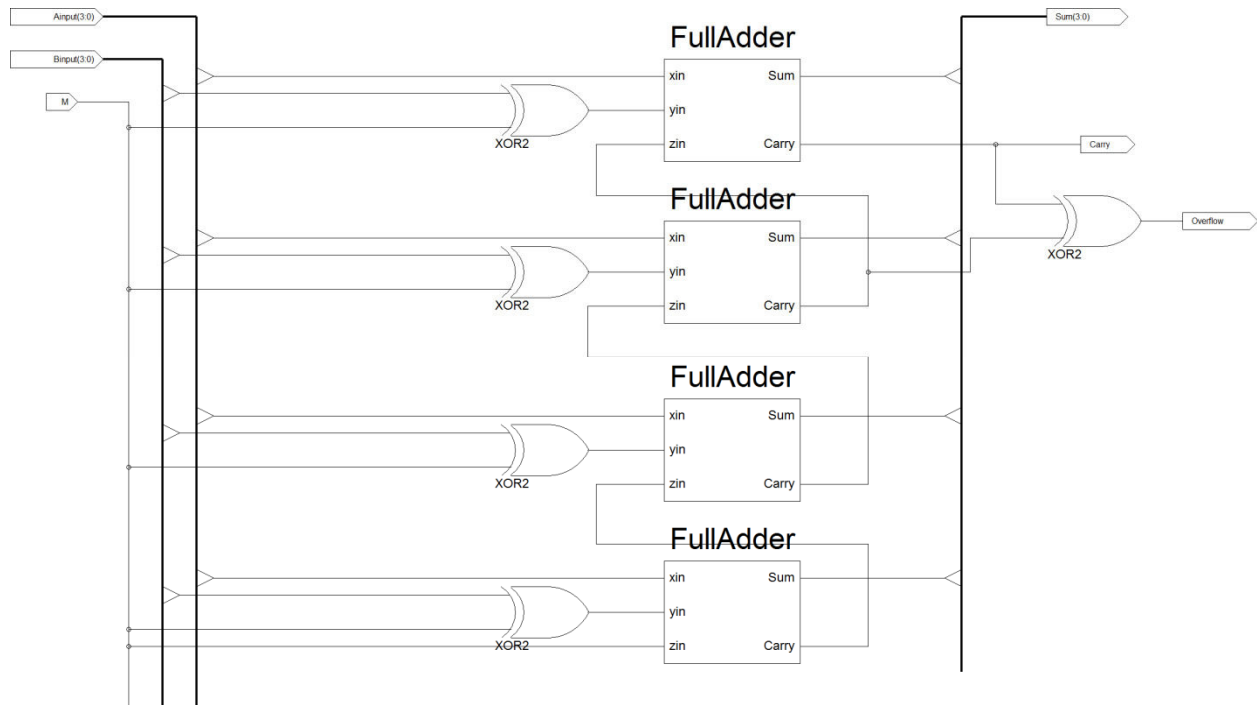 Ainput(3:0)
Sum(3:0)
FullAdder
Binput(3:0)
xin
Sum
M
yin
XOR2
zin
Carry
Carry
FullAdder
xin
Sum
Overflow
yin
XOR2
XOR2
zin
Carry
FullAdder
xin
Sum
yin
XOR2
zin
Carry
FullAdder
xin
Sum
yin
XOR2
zin
Carry